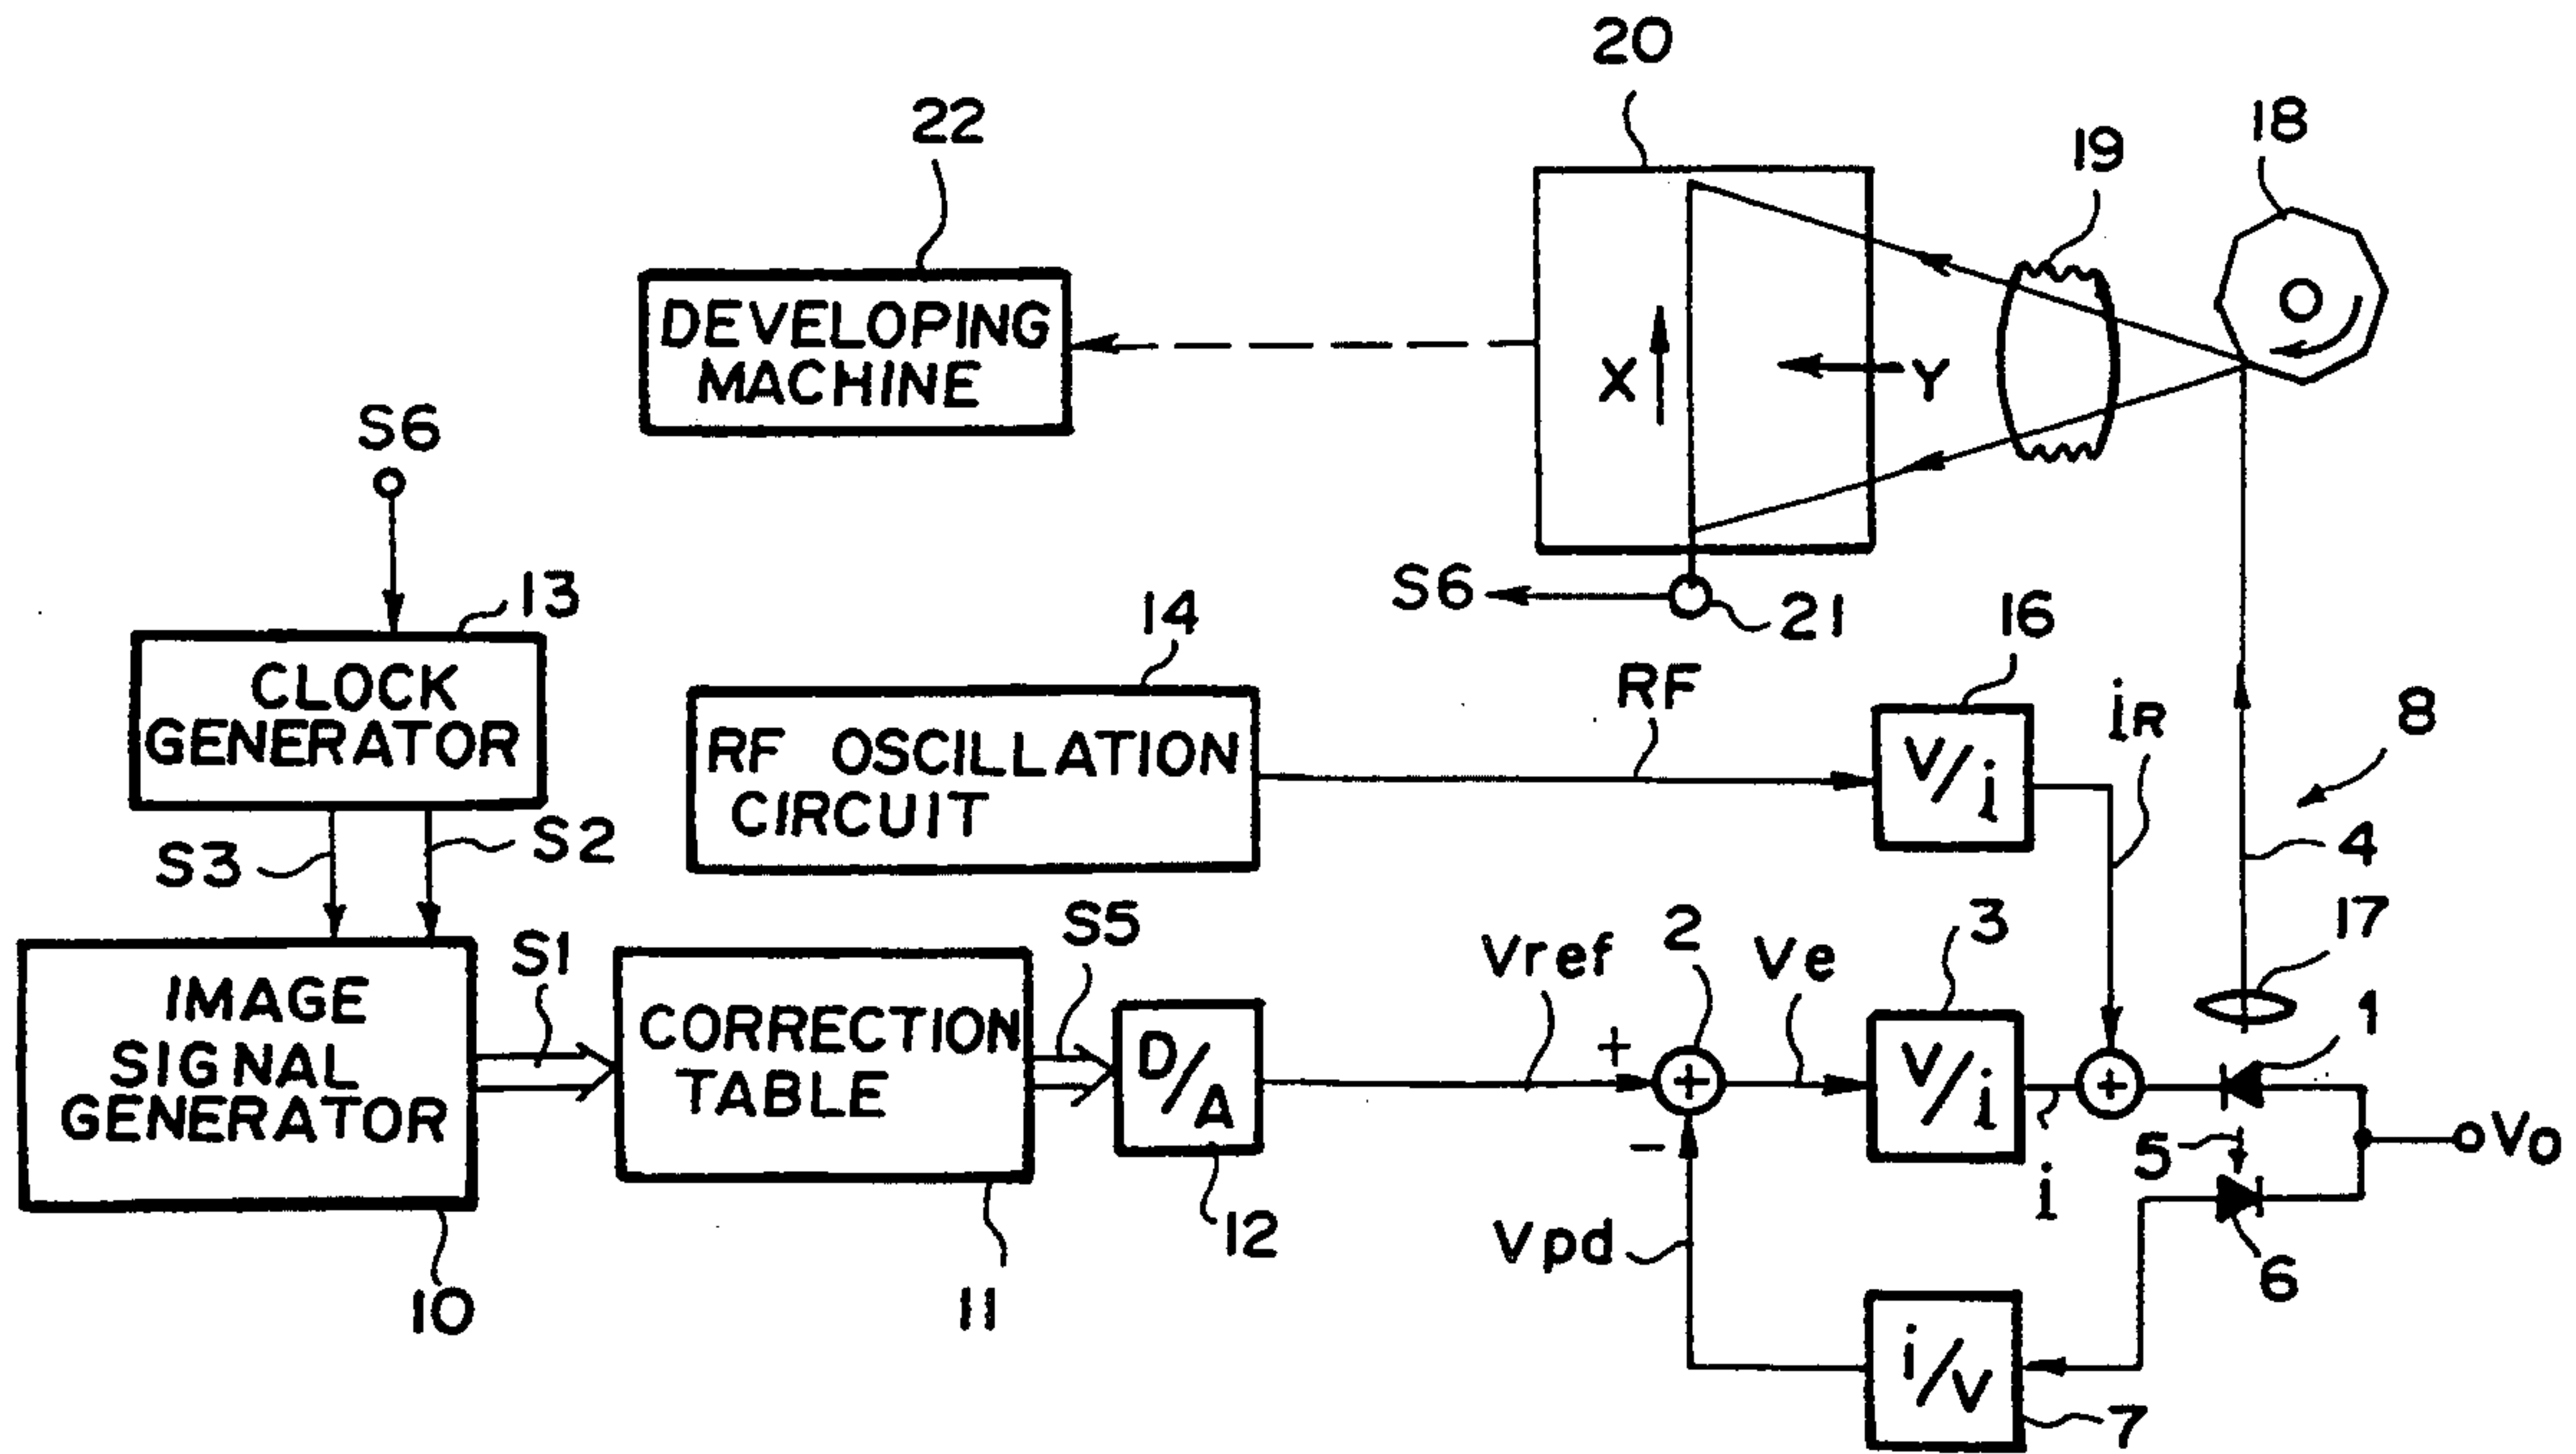 20
22
18
19
DEVELOPING
MACHINE
X
Y
S6
13
S6
21
14
16
CLOCK
GENERATOR
RF
iR
8
RF OSCILLATION
CIRCUIT
V/i
S3
S2
4
S1
S5
Vref
2
Ve
3
17
1
IMAGE
SIGNAL
GENERATOR
CORRECTION
TABLE
D/A
+
+
V/i
+
−
i
5
Vo
10
11
12
Vpd
6
i/V
7